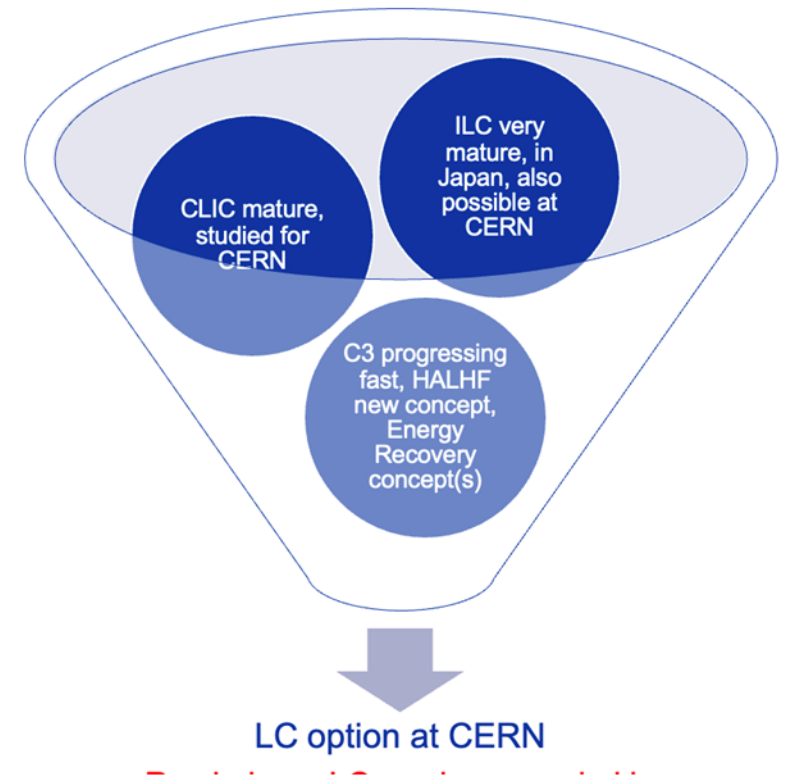 ILC very
mature, in
Japan, also
possible at
CERN
CLIC mature,
studied for
CERN
C3 progressing
fast, HALHF
new concept,
Energy
Recovery
concept(s)
LC option at CERN